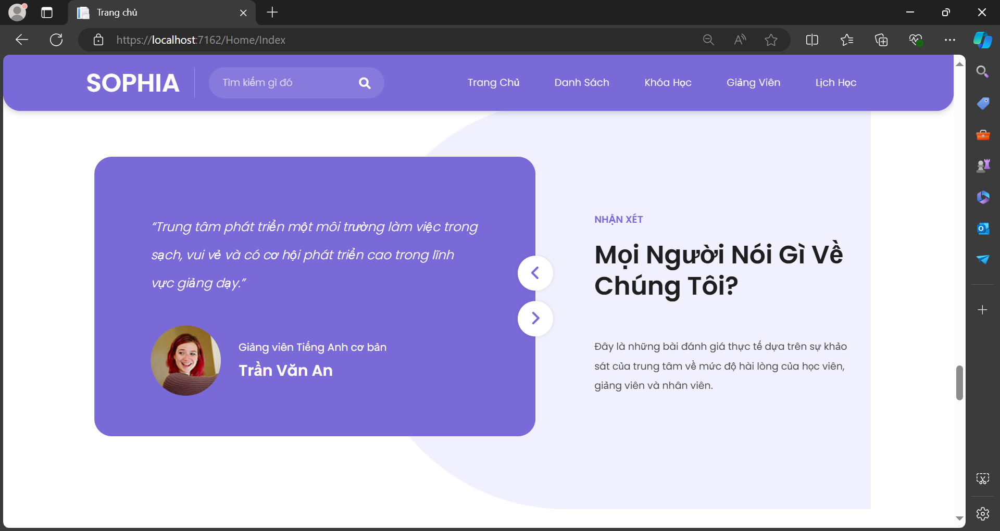 Trang chủ
https://localhost:7162/Home/Index
SOPHIA
Tìm kiếm gì đó
Trang Chủ
Danh Sách
Khóa Học
Giảng Viên
Lịch Học
“Trung tâm phát triển một môi trường làm việc trong
sạch, vui vẻ và có cơ hội phát triển cao trong lĩnh
vực giảng dạy.”
Giảng viên Tiếng Anh cơ bản
Trần Văn An
NHẬN XÉT
Mọi Người Nói Gì Về
Chúng Tôi?
Đây là những bài đánh giá thực tế dựa trên sự khảo
sát của trung tâm về mức độ hài lòng của học viên,
giảng viên và nhân viên.